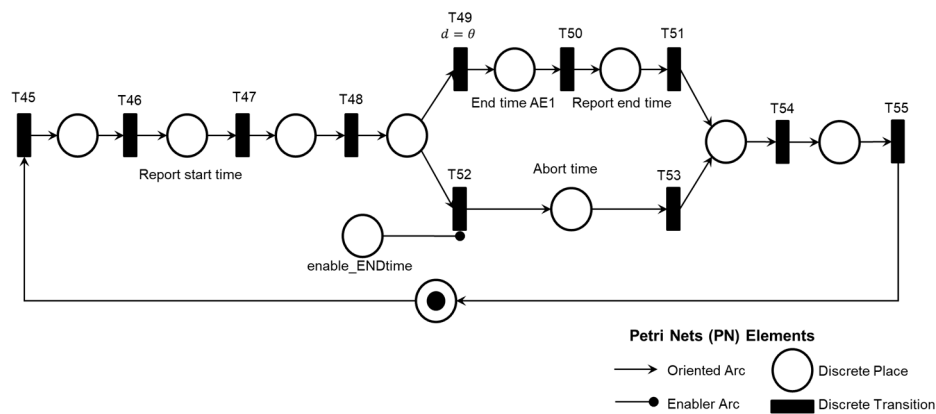 T49
d = θ
T50
T51
T45
T46
T47
T48
End time AE1
Report end time
T54
T55
Report start time
Abort time
T52
T53
enable_ENDtime
Petri Nets (PN) Elements
Oriented Arc
Discrete Place
Enabler Arc
Discrete Transition